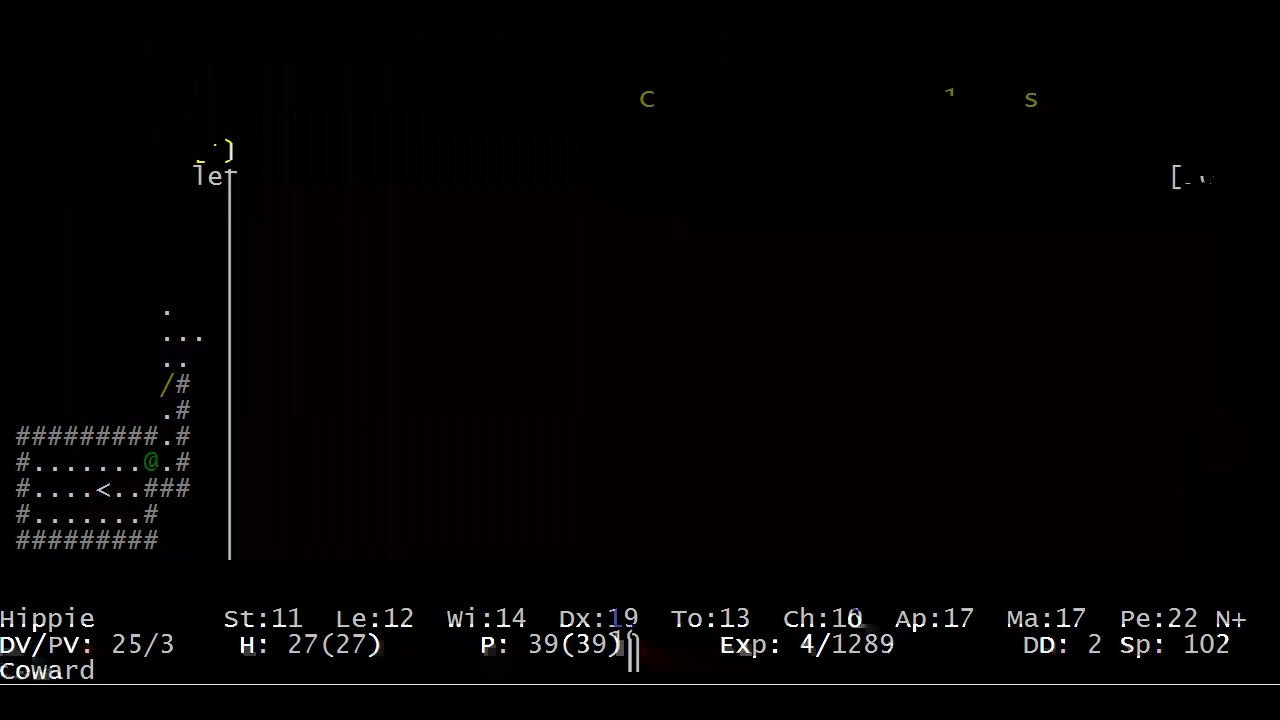 C s
.
...
..
/#
.#
#########.#
#.......@.#
#....<..###
#.......#
#########
Hippie St:11 Le:12 Wi:14 Dx:19 To:13 Ch:16 Ap:17 Ma:17 Pe:22 N+
DV/PV: 25/3 H: 27(27) P: 39(39) Exp: 4/1289 DD: 2 Sp: 102
Coward